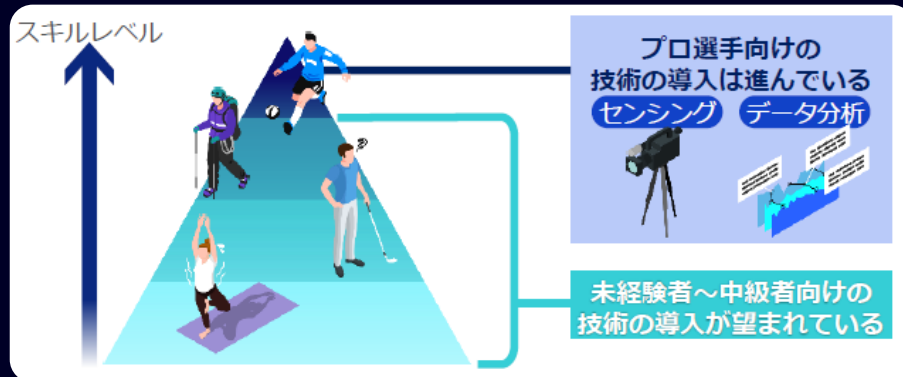 スキルレベル
プロ選手向けの
技術の導入は進んでいる
センシング
データ分析
未経験者～中級者向けの
技術の導入が望まれている